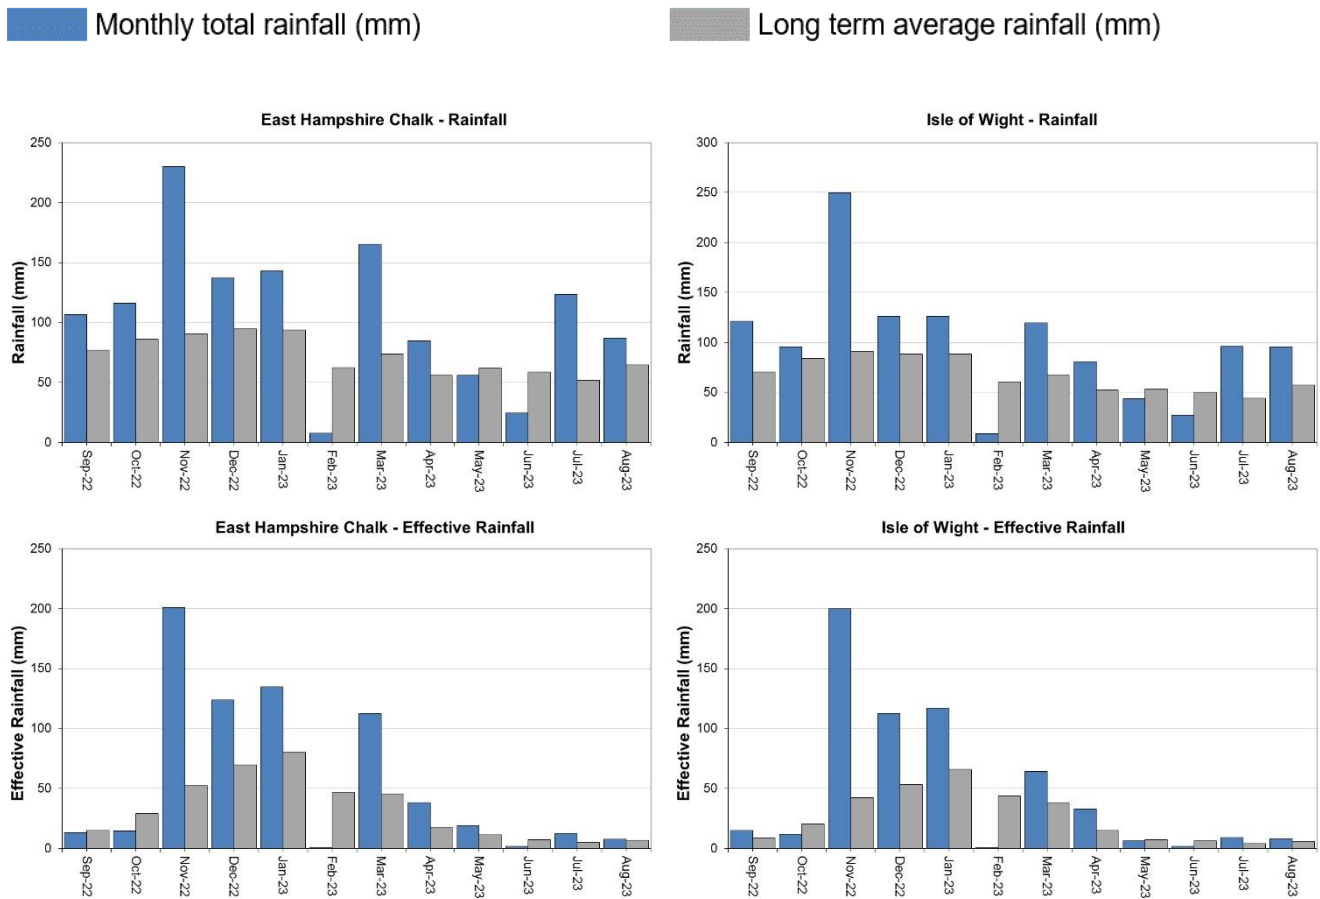 Monthly total rainfall (mm)
Long term average rainfall (mm)
East Hampshire Chalk - Rainfall
Rainfall (mm)
250
200
150
100
50
0
Sep-22
Oct-22
Nov-22
Dec-22
Jan-23
Feb-23
Mar-23
Apr-23
May-23
Jun-23
Jul-23
Aug-23
Isle of Wight - Rainfall
Rainfall (mm)
300
250
200
150
100
50
0
Sep-22
Oct-22
Nov-22
Dec-22
Jan-23
Feb-23
Mar-23
Apr-23
May-23
Jun-23
Jul-23
Aug-23
East Hampshire Chalk - Effective Rainfall
Effective Rainfall (mm)
250
200
150
100
50
0
Sep-22
Oct-22
Nov-22
Dec-22
Jan-23
Feb-23
Mar-23
Apr-23
May-23
Jun-23
Jul-23
Aug-23
Isle of Wight - Effective Rainfall
Effective Rainfall (mm)
250
200
150
100
50
0
Sep-22
Oct-22
Nov-22
Dec-22
Jan-23
Feb-23
Mar-23
Apr-23
May-23
Jun-23
Jul-23
Aug-23